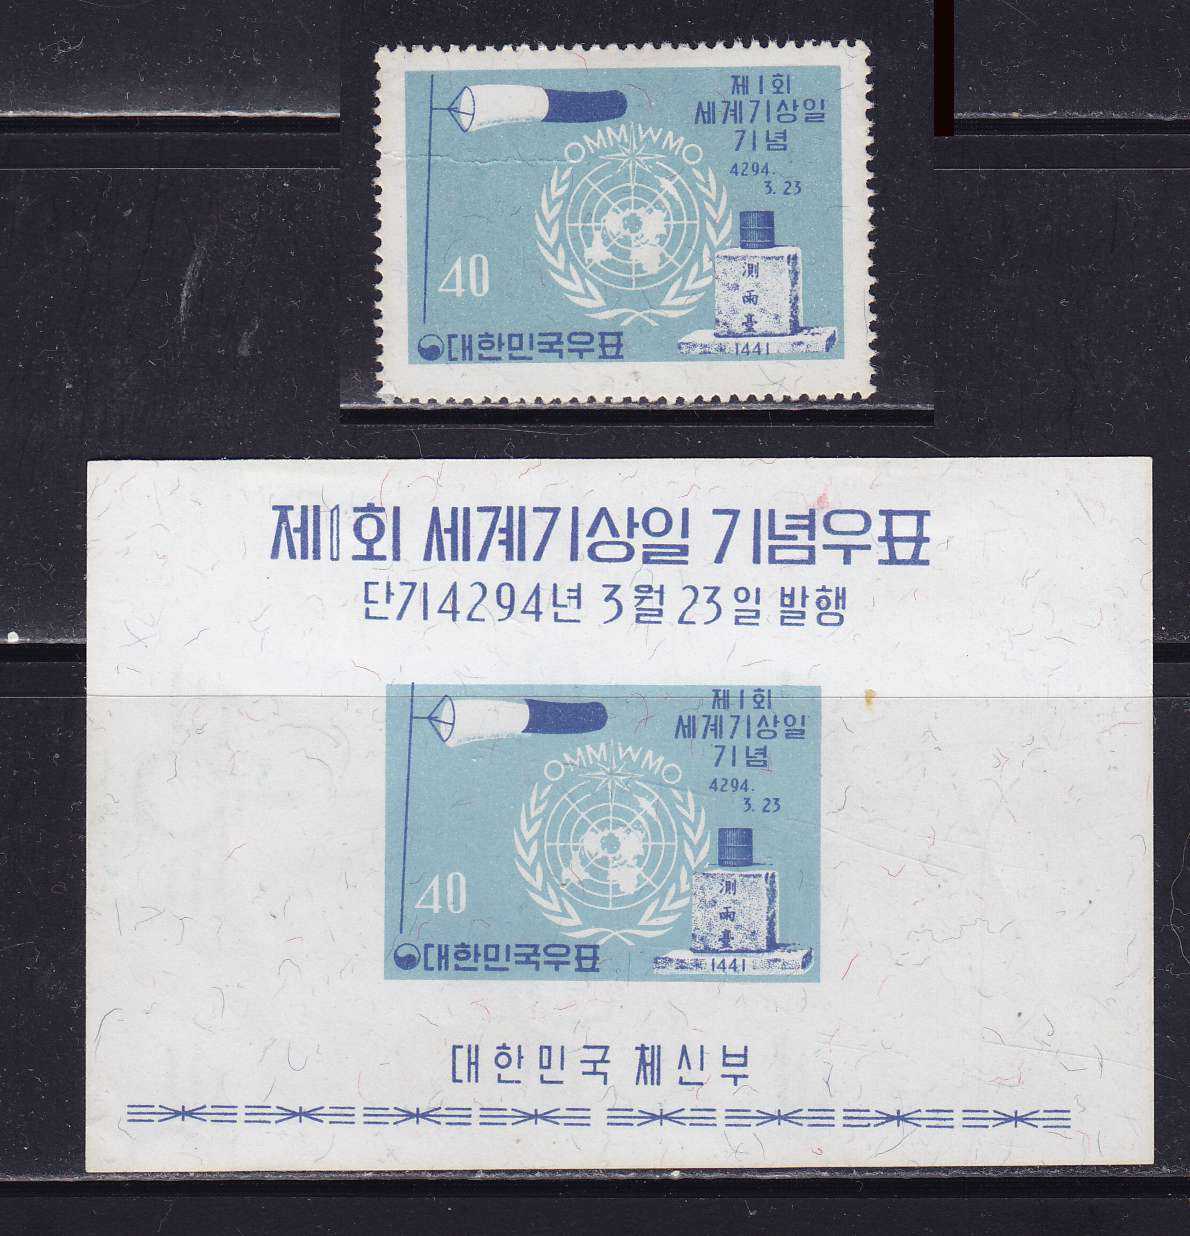 제1회
세계기상일
기념
4294.
3.23
OMM WMO
測
雨
臺
40
대한민국우표
1441
제1회 세계기상일 기념우표
단기4294년 3월 23일 발행
제1회
세계기상일
기념
4294.
3.23
OMM WMO
測
雨
臺
40
대한민국우표
1441
대한민국 체신부